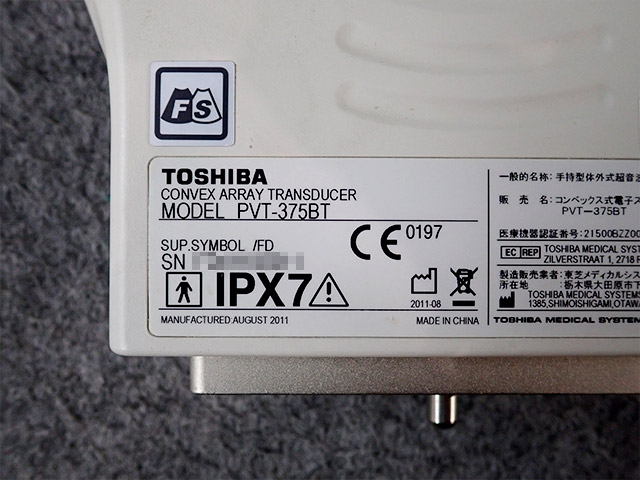 FS
TOSHIBA
CONVEX ARRAY TRANSDUCER
MODEL PVT-375BT
SUP.SYMBOL /FD
CE 0197
SN
IPX7
2011-08
MANUFACTURED:AUGUST 2011
MADE IN CHINA
一般的名称: 手持型体外式超音
販 売 名: コンベックス式電子ス
PVT-375BT
医療機器認証番号: 21500BZZ00
EC REP TOSHIBA MEDICAL SYST
ZILVERSTRAAT 1, 2718 R
製造販売業者: 東芝メディカルシス
所在地: 栃木県大田原市下
TOSHIBA MEDICAL SYSTEMS
1385,SHIMOISHIGAMI,OTAWA
TOSHIBA MEDICAL SYSTEM